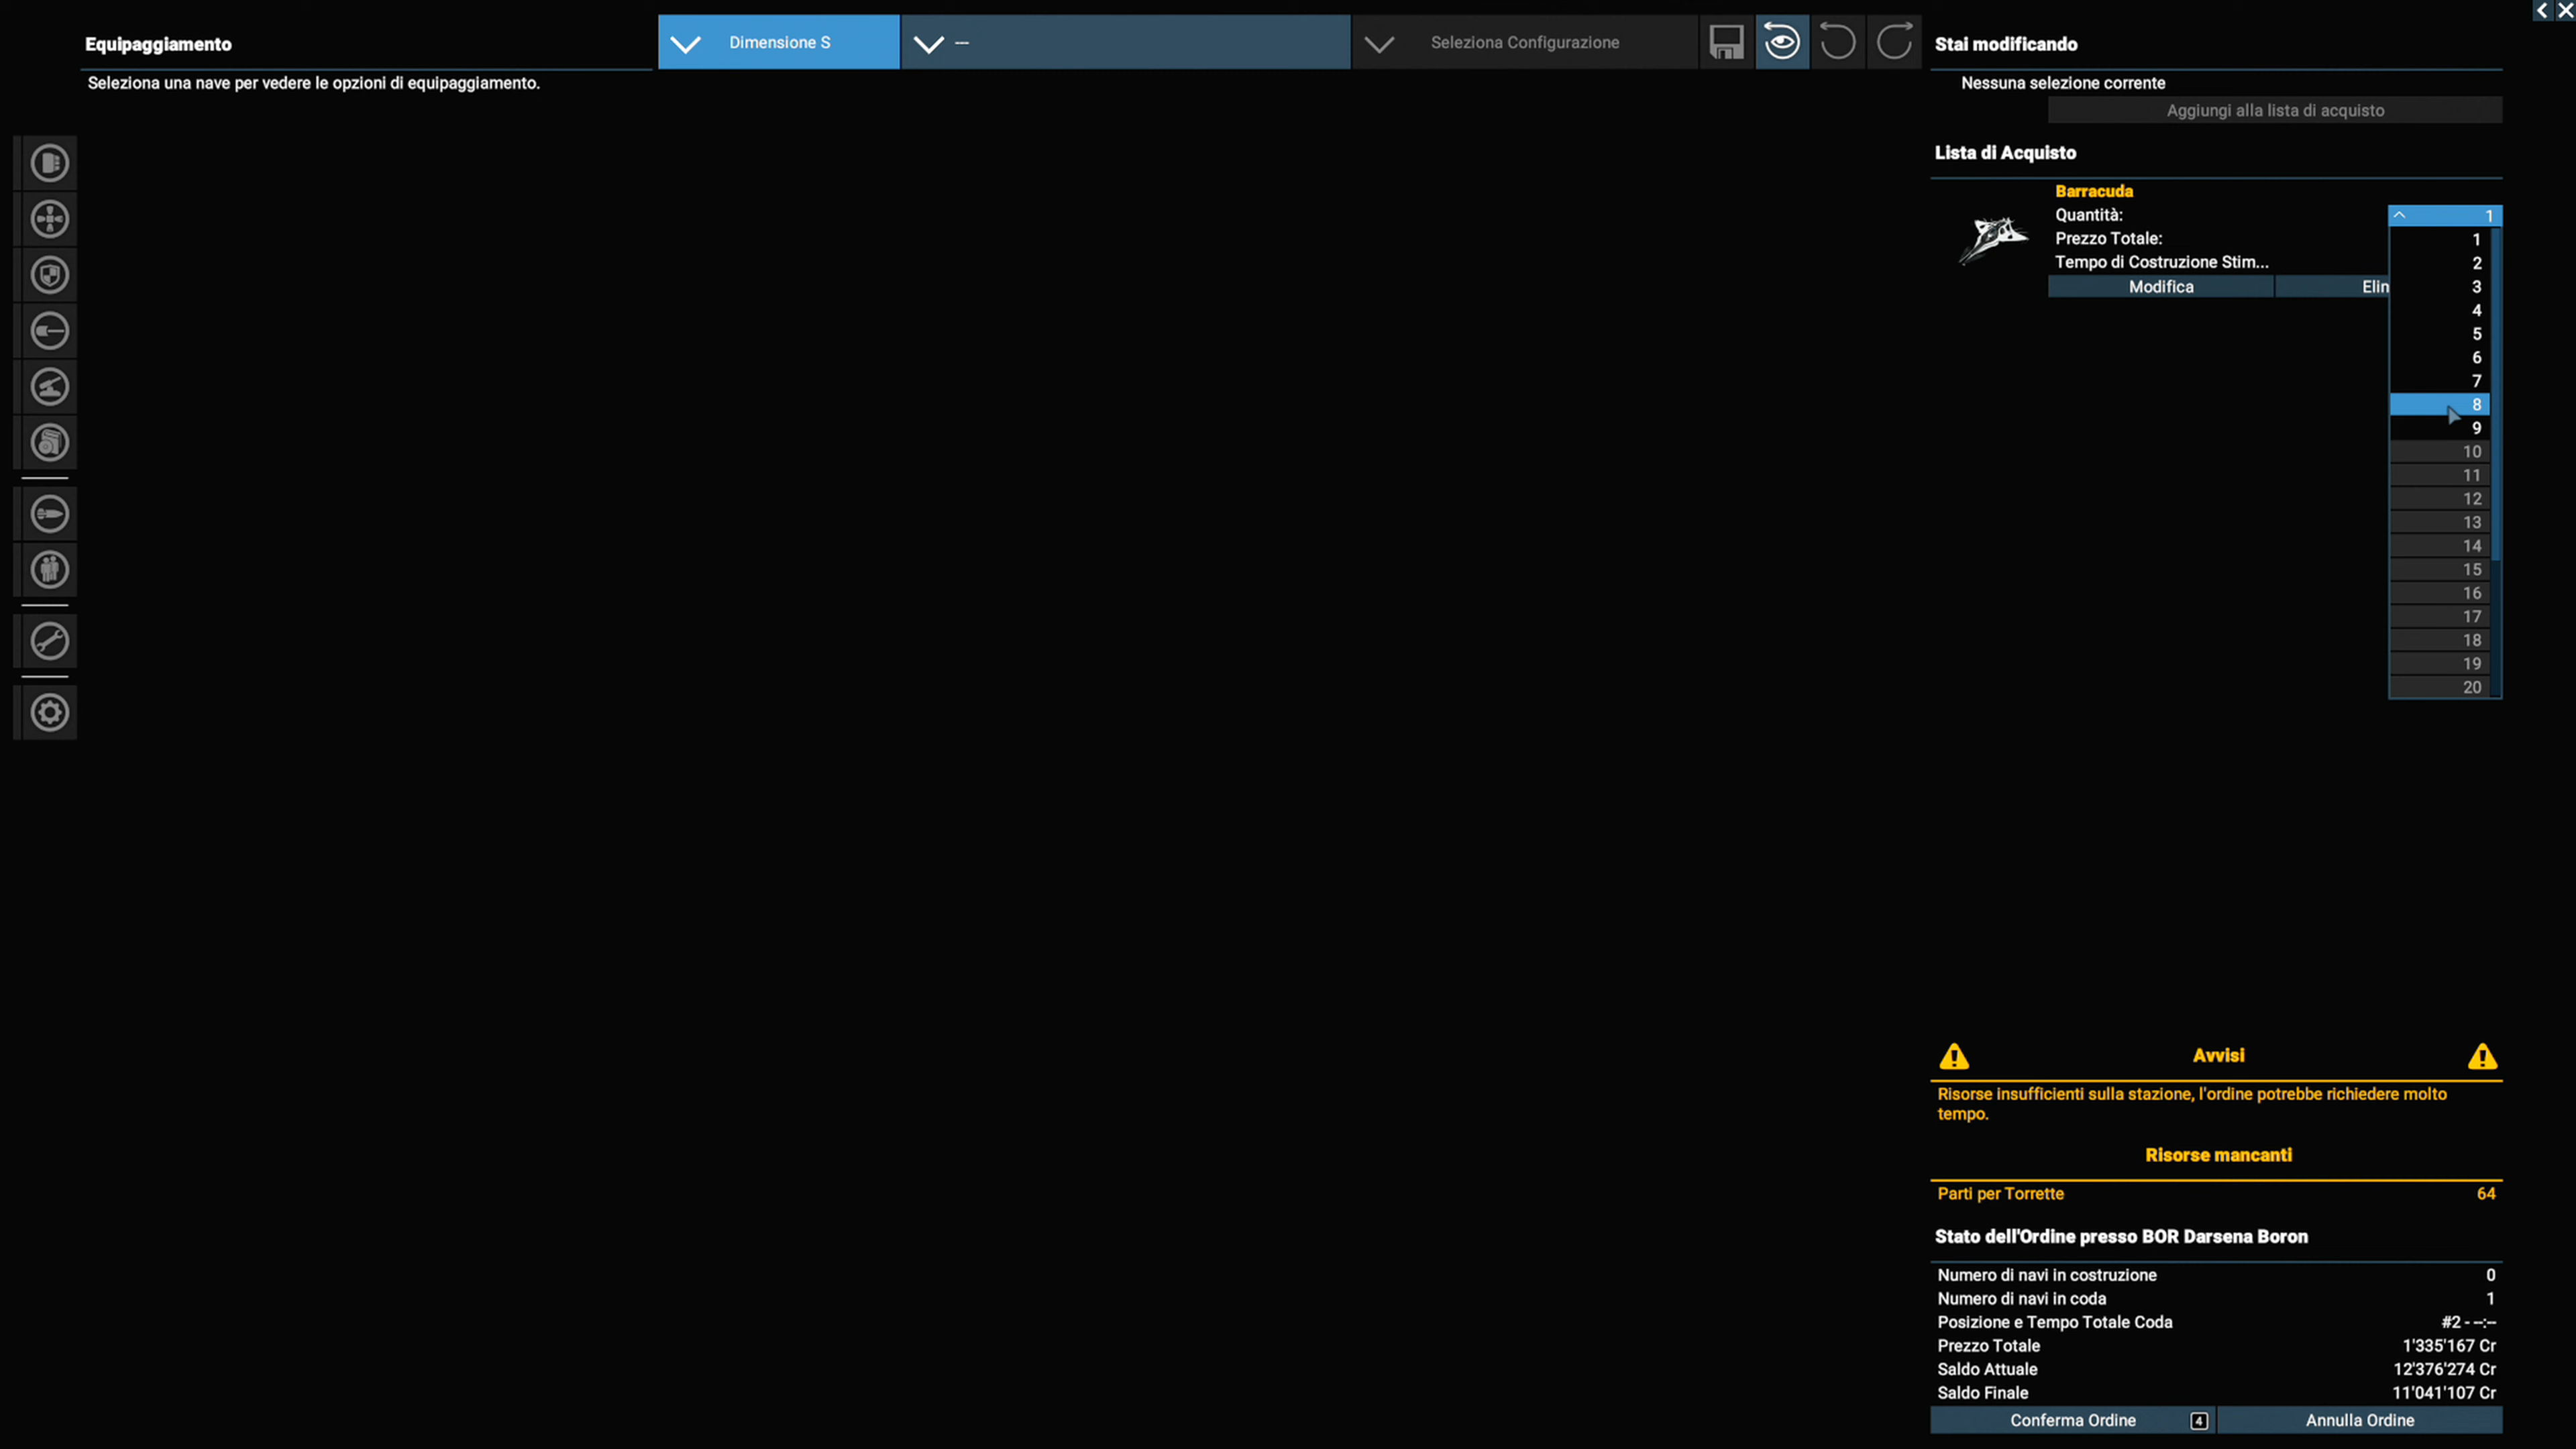 Equipaggiamento
Seleziona una nave per vedere le opzioni di equipaggiamento.
Dimensione S
---
Seleziona Configurazione
Stai modificando
Nessuna selezione corrente
Aggiungi alla lista di acquisto
Lista di Acquisto
Barracuda
Quantità:
1
Prezzo Totale:
Tempo di Costruzione Stim...
Modifica
Elin
1
2
3
4
5
6
7
8
9
10
11
12
13
14
15
16
17
18
19
20
Avvisi
Risorse insufficienti sulla stazione, l'ordine potrebbe richiedere molto
tempo.
Risorse mancanti
Parti per Torrette 64
Stato dell'Ordine presso BOR Darsena Boron
Numero di navi in costruzione 0
Numero di navi in coda 1
Posizione e Tempo Totale Coda #2 - --:--
Prezzo Totale 1'335'167 Cr
Saldo Attuale 12'376'274 Cr
Saldo Finale 11'041'107 Cr
Conferma Ordine 4
Annulla Ordine